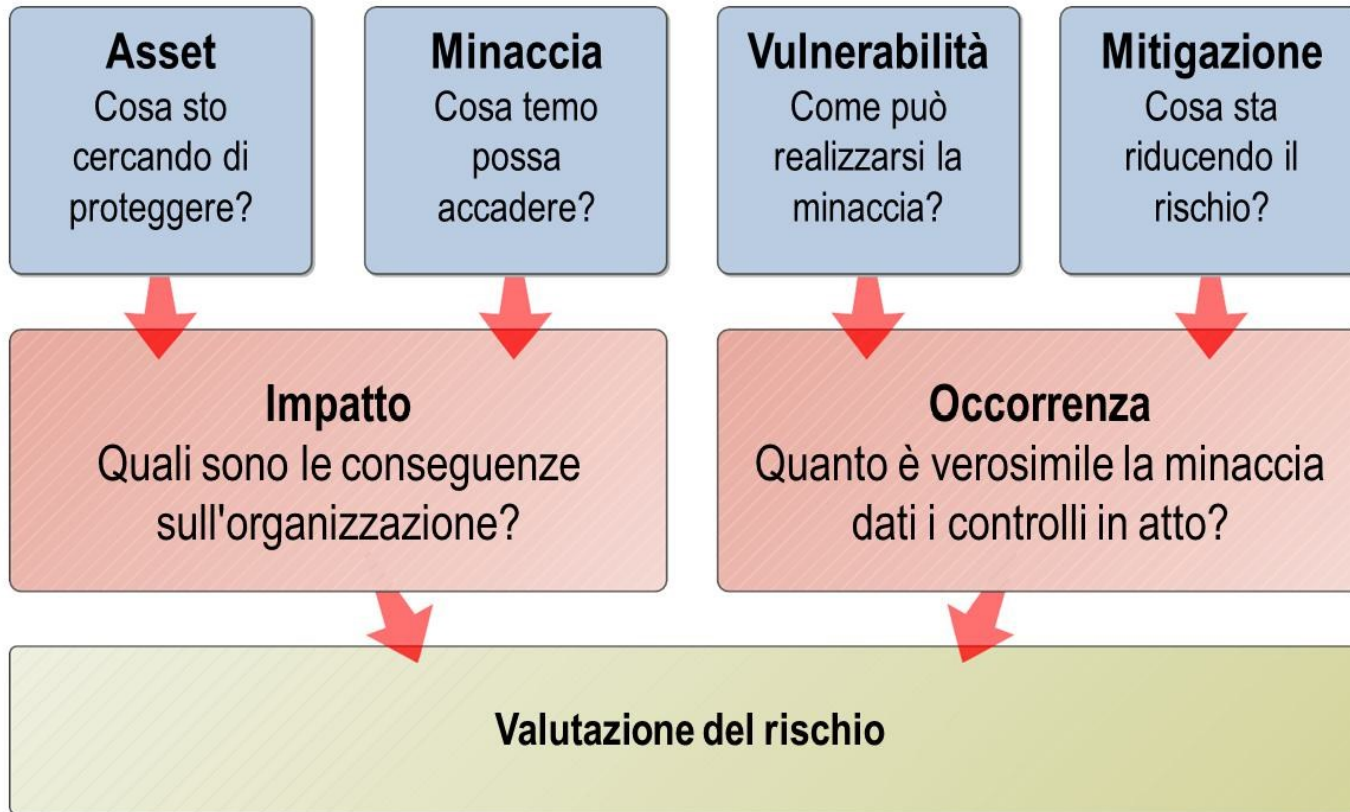 Asset
Cosa sto
cercando di
proteggere?
Minaccia
Cosa temo
possa
accadere?
Vulnerabilità
Come può
realizzarsi la
minaccia?
Mitigazione
Cosa sta
riducendo il
rischio?
Impatto
Quali sono le conseguenze
sull'organizzazione?
Occorrenza
Quanto è verosimile la minaccia
dati i controlli in atto?
Valutazione del rischio